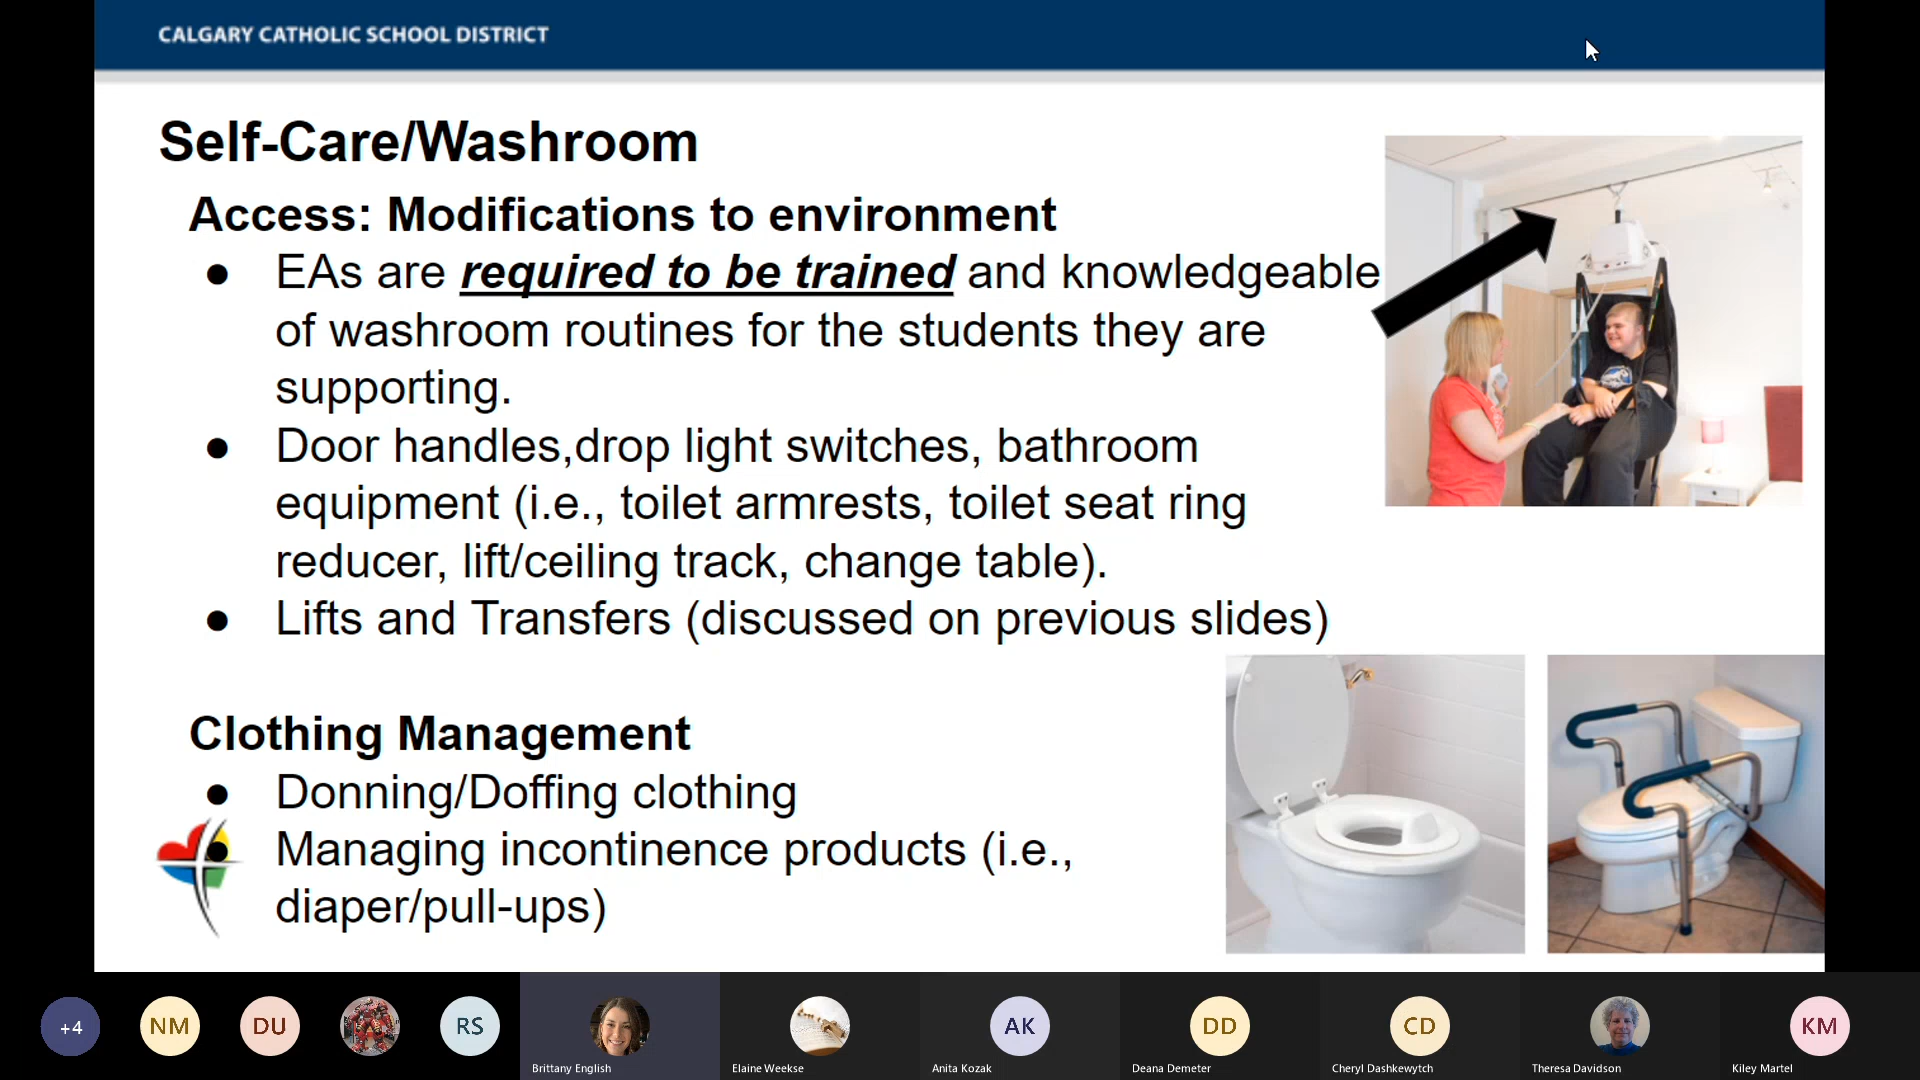 CALGARY CATHOLIC SCHOOL DISTRICT
Self-Care/Washroom
Access: Modifications to environment
● EAs are required to be trained and knowledgeable
of washroom routines for the students they are
supporting.
● Door handles,drop light switches, bathroom
equipment (i.e., toilet armrests, toilet seat ring
reducer, lift/ceiling track, change table).
● Lifts and Transfers (discussed on previous slides)
Clothing Management
● Donning/Doffing clothing
● Managing incontinence products (i.e.,
diaper/pull-ups)
+4
NM
DU
RS
Brittany English
Elaine Weekse
AK
Anita Kozak
DD
Deana Demeter
CD
Cheryl Dashkewytch
Theresa Davidson
KM
Kiley Martel